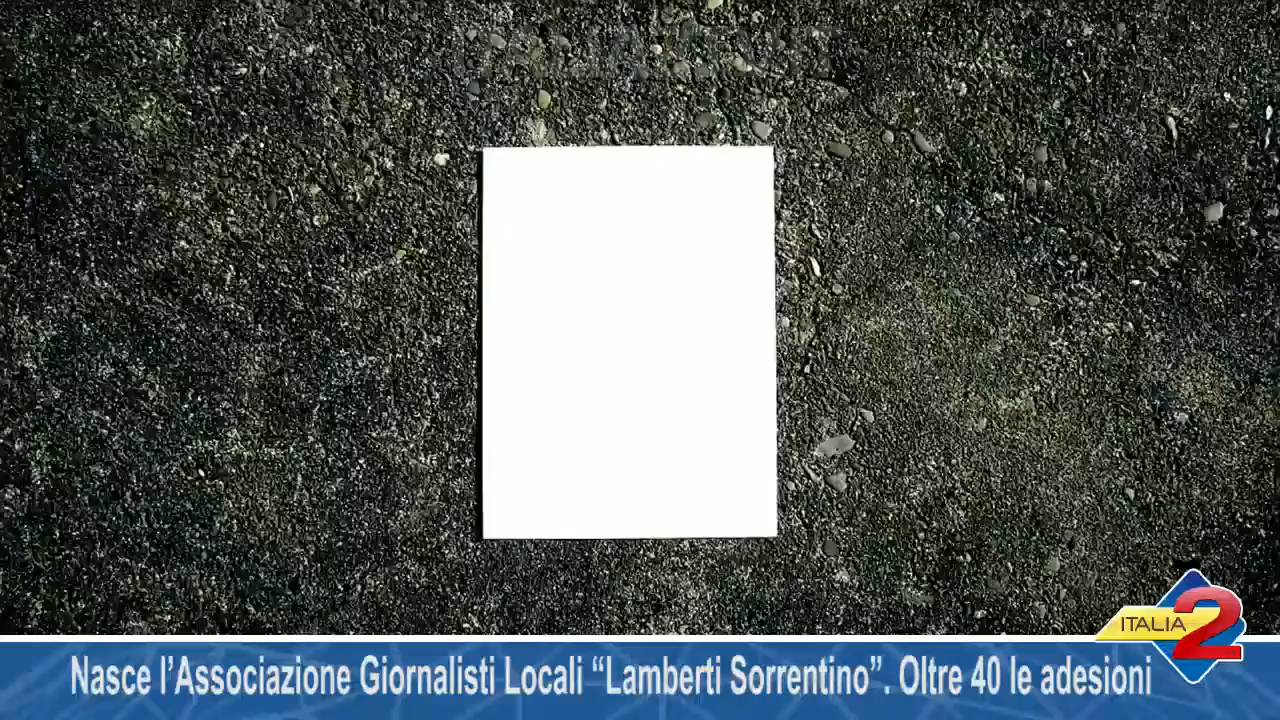 ITALIA 2
Nasce l’Associazione Giornalisti Locali “Lamberti Sorrentino”. Oltre 40 le adesioni